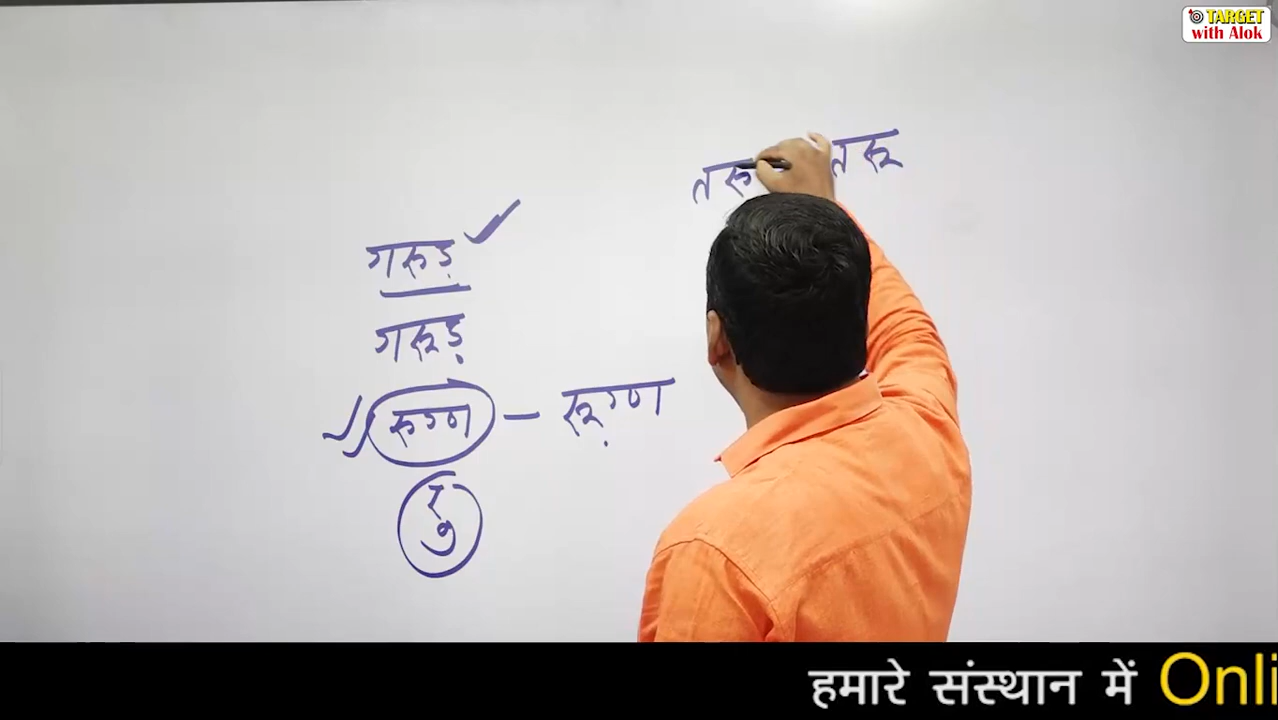 TARGET
with Alok
तरु तरू
गरुड़
गरूड़
रुग्ण - रूग्ण
रु
हमारे संस्थान में Onli